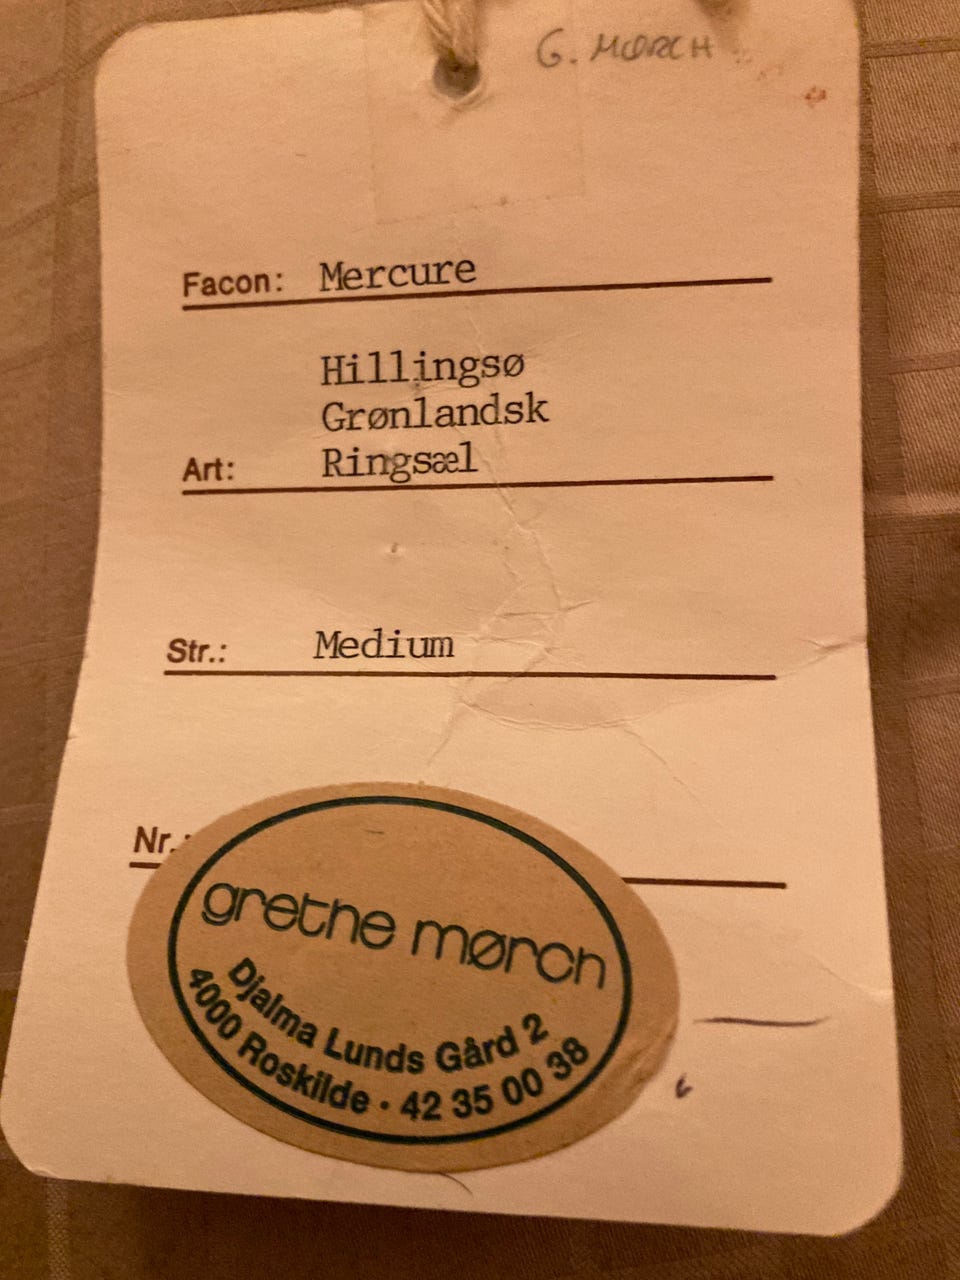 G. MØRCH
Facon: Mercure
Hillingsø
Grønlandsk
Art: Ringsæl
Str.: Medium
Nr.:
grethe mørch
Djalma Lunds Gård 2
4000 Roskilde · 42 35 00 38